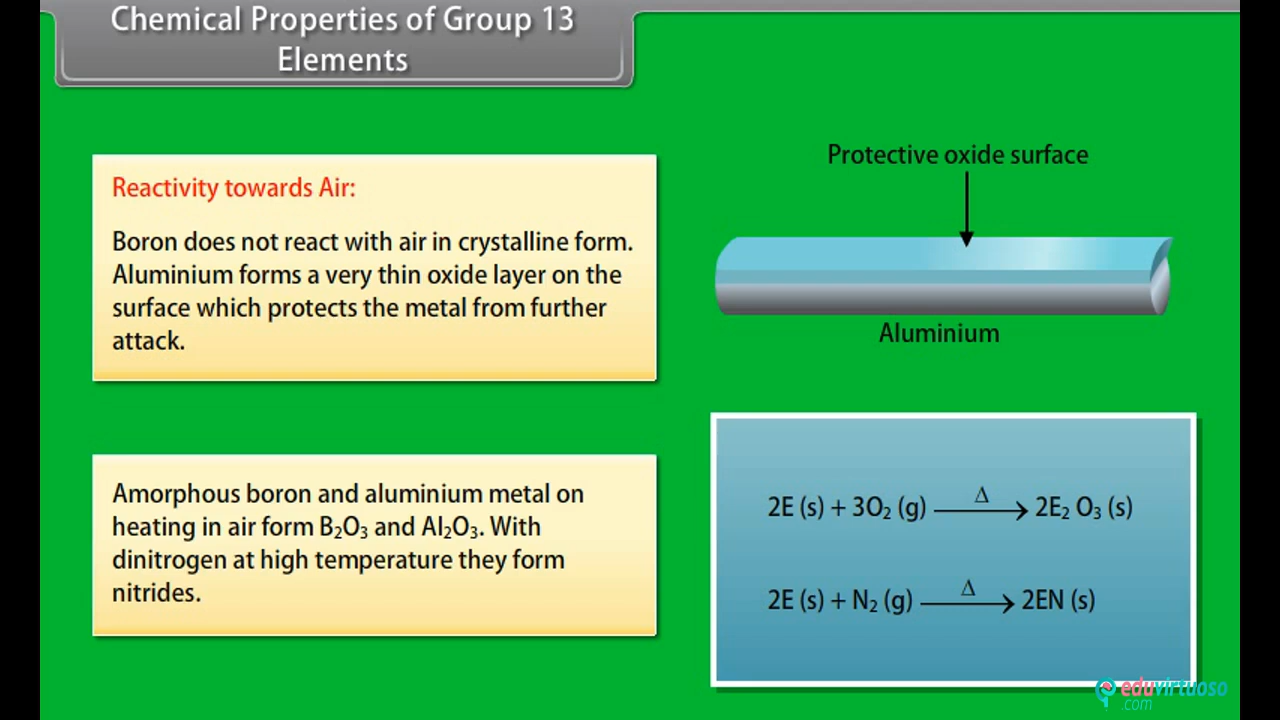 Chemical Properties of Group 13
Elements
Reactivity towards Air:
Boron does not react with air in crystalline form.
Aluminium forms a very thin oxide layer on the
surface which protects the metal from further
attack.
Protective oxide surface
Aluminium
Amorphous boron and aluminium metal on
heating in air form B₂O₃ and Al₂O₃. With
dinitrogen at high temperature they form
nitrides.
2E (s) + 3O₂ (g) Δ⟶ 2E₂ O₃ (s)
2E (s) + N₂ (g) Δ⟶ 2EN (s)
eduvirtuoso
.com